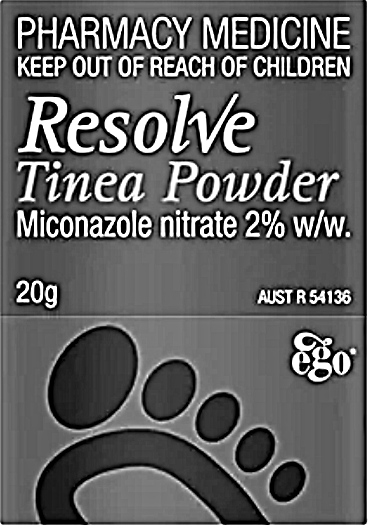 PHARMACY MEDICINE
KEEP OUT OF REACH OF CHILDREN
Resolve
Tinea Powder
Miconazole nitrate 2% w/w.
20g
AUST R 54136
ego